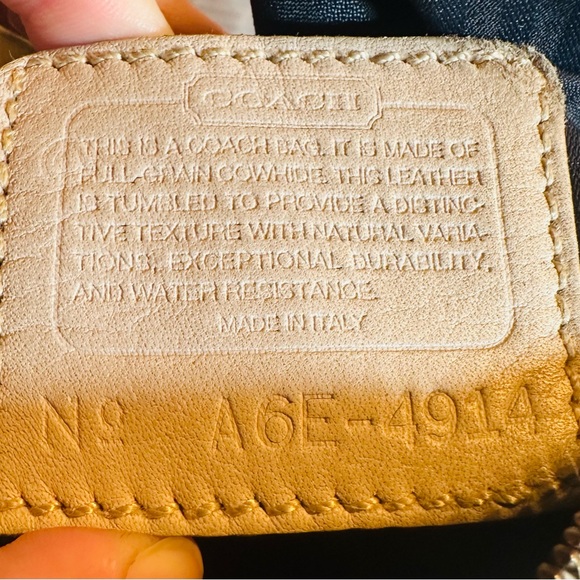 COACH
THIS IS A COACH BAG. IT IS MADE OF
FULL-GRAIN COWHIDE. THIS LEATHER
IS TUMBLED TO PROVIDE A DISTINC-
TIVE TEXTURE WITH NATURAL VARIA-
TIONS, EXCEPTIONAL DURABILITY,
AND WATER RESISTANCE.
MADE IN ITALY
Nº A6E-4914